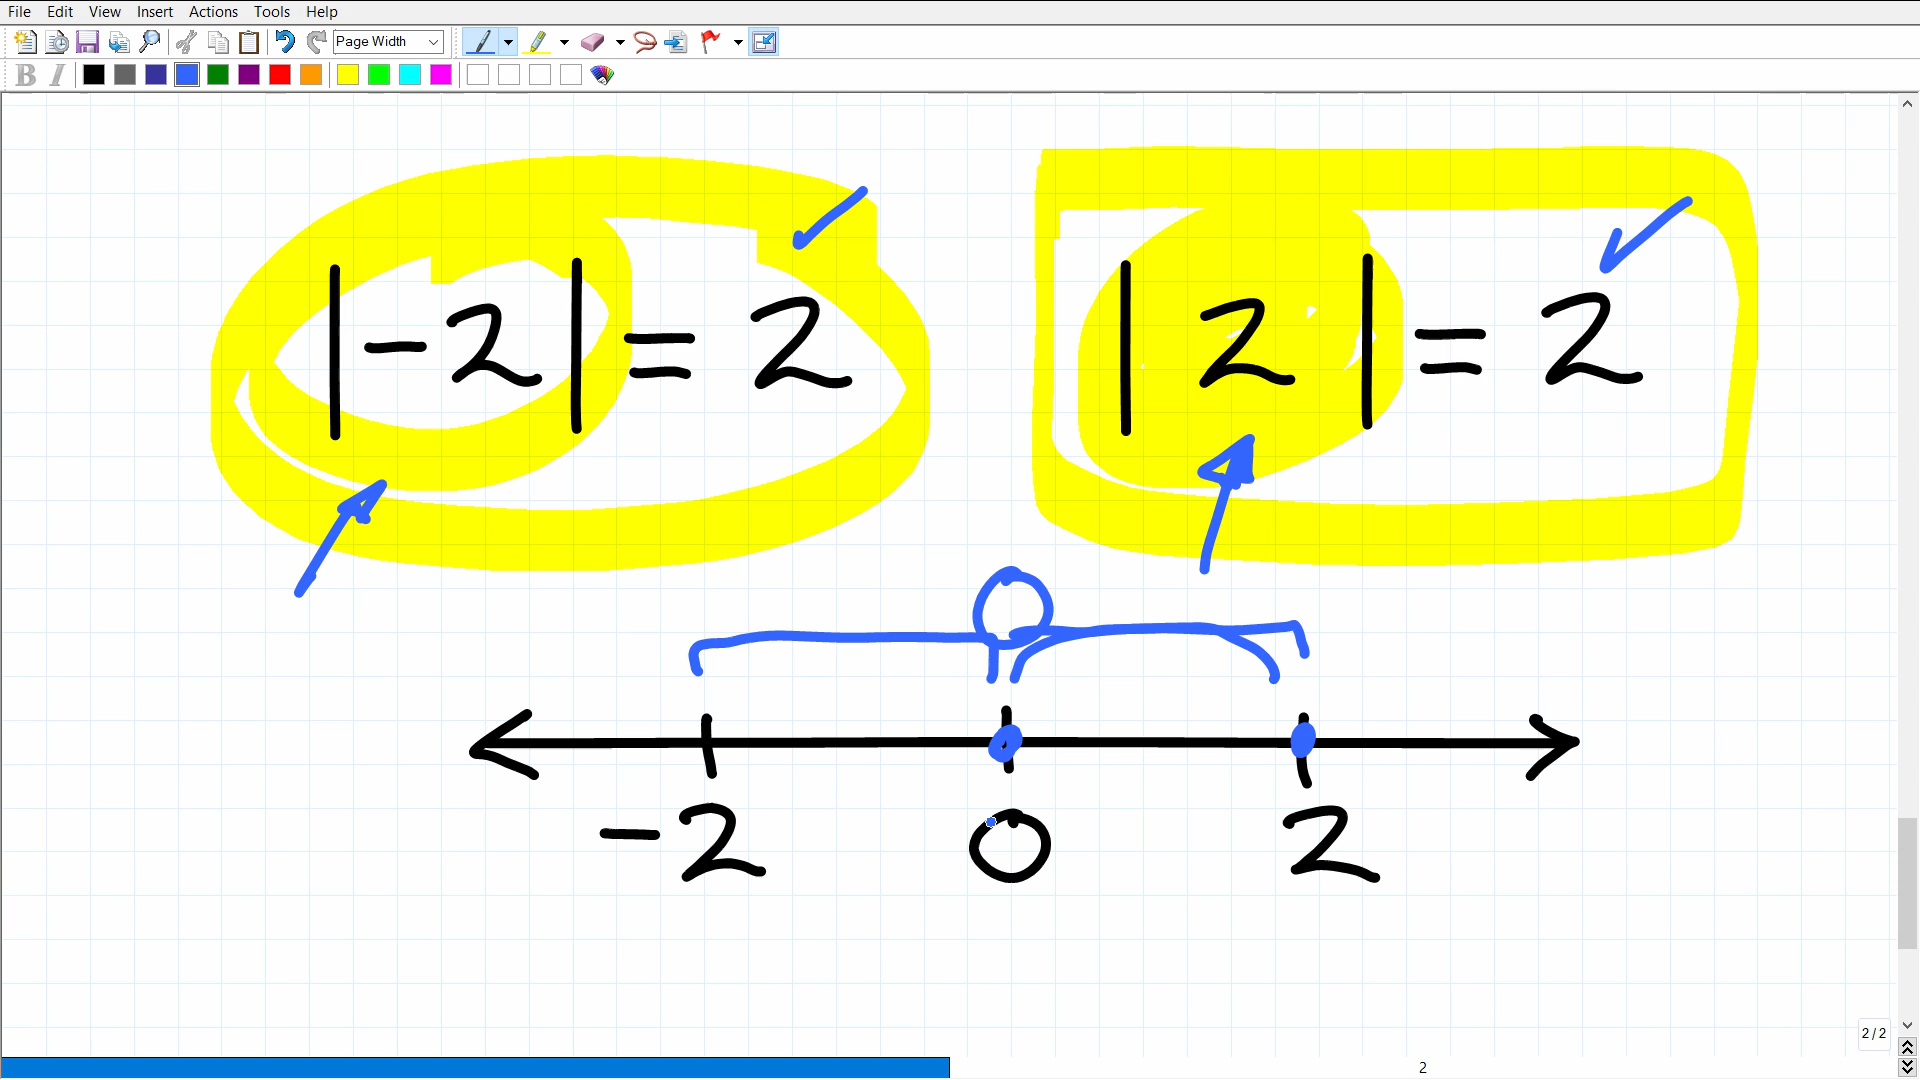 File Edit View Insert Actions Tools Help
Page Width
B I
|-2| = 2
|2| = 2
-2 0 2
2 / 2
2